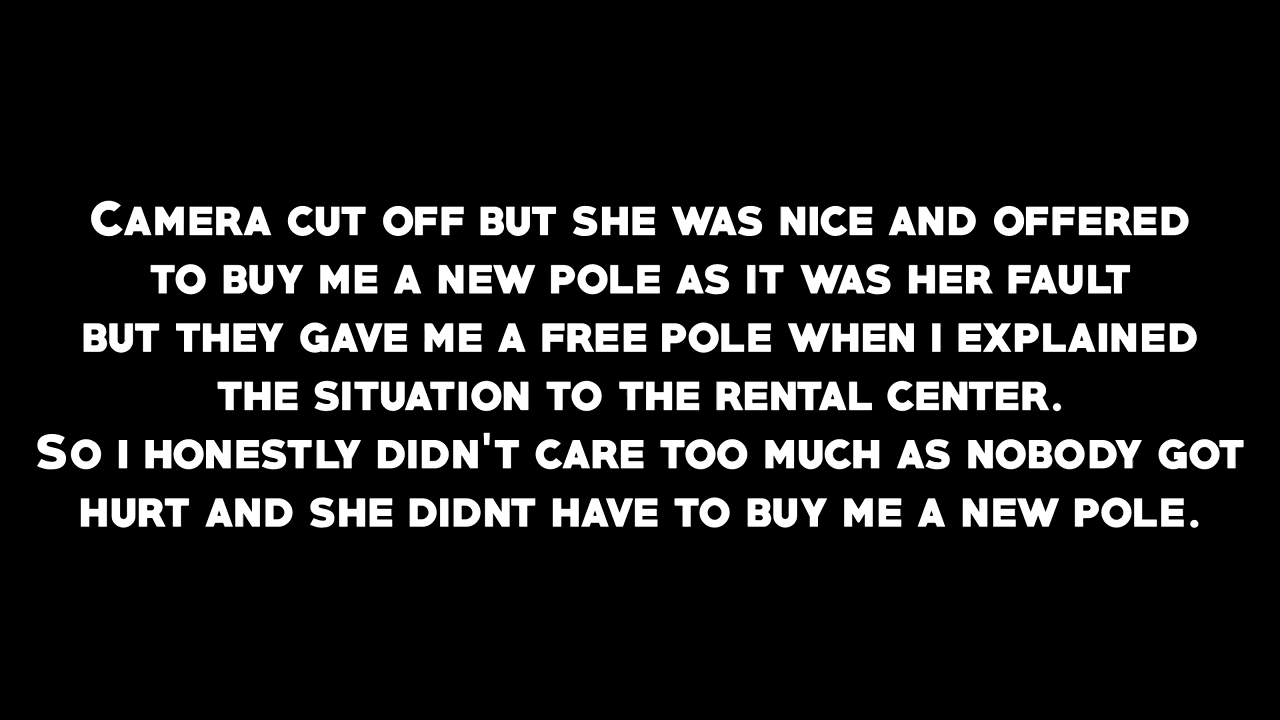 Camera cut off but she was nice and offered
to buy me a new pole as it was her fault
but they gave me a free pole when i explained
the situation to the rental center.
So i honestly didn't care too much as nobody got
hurt and she didnt have to buy me a new pole.